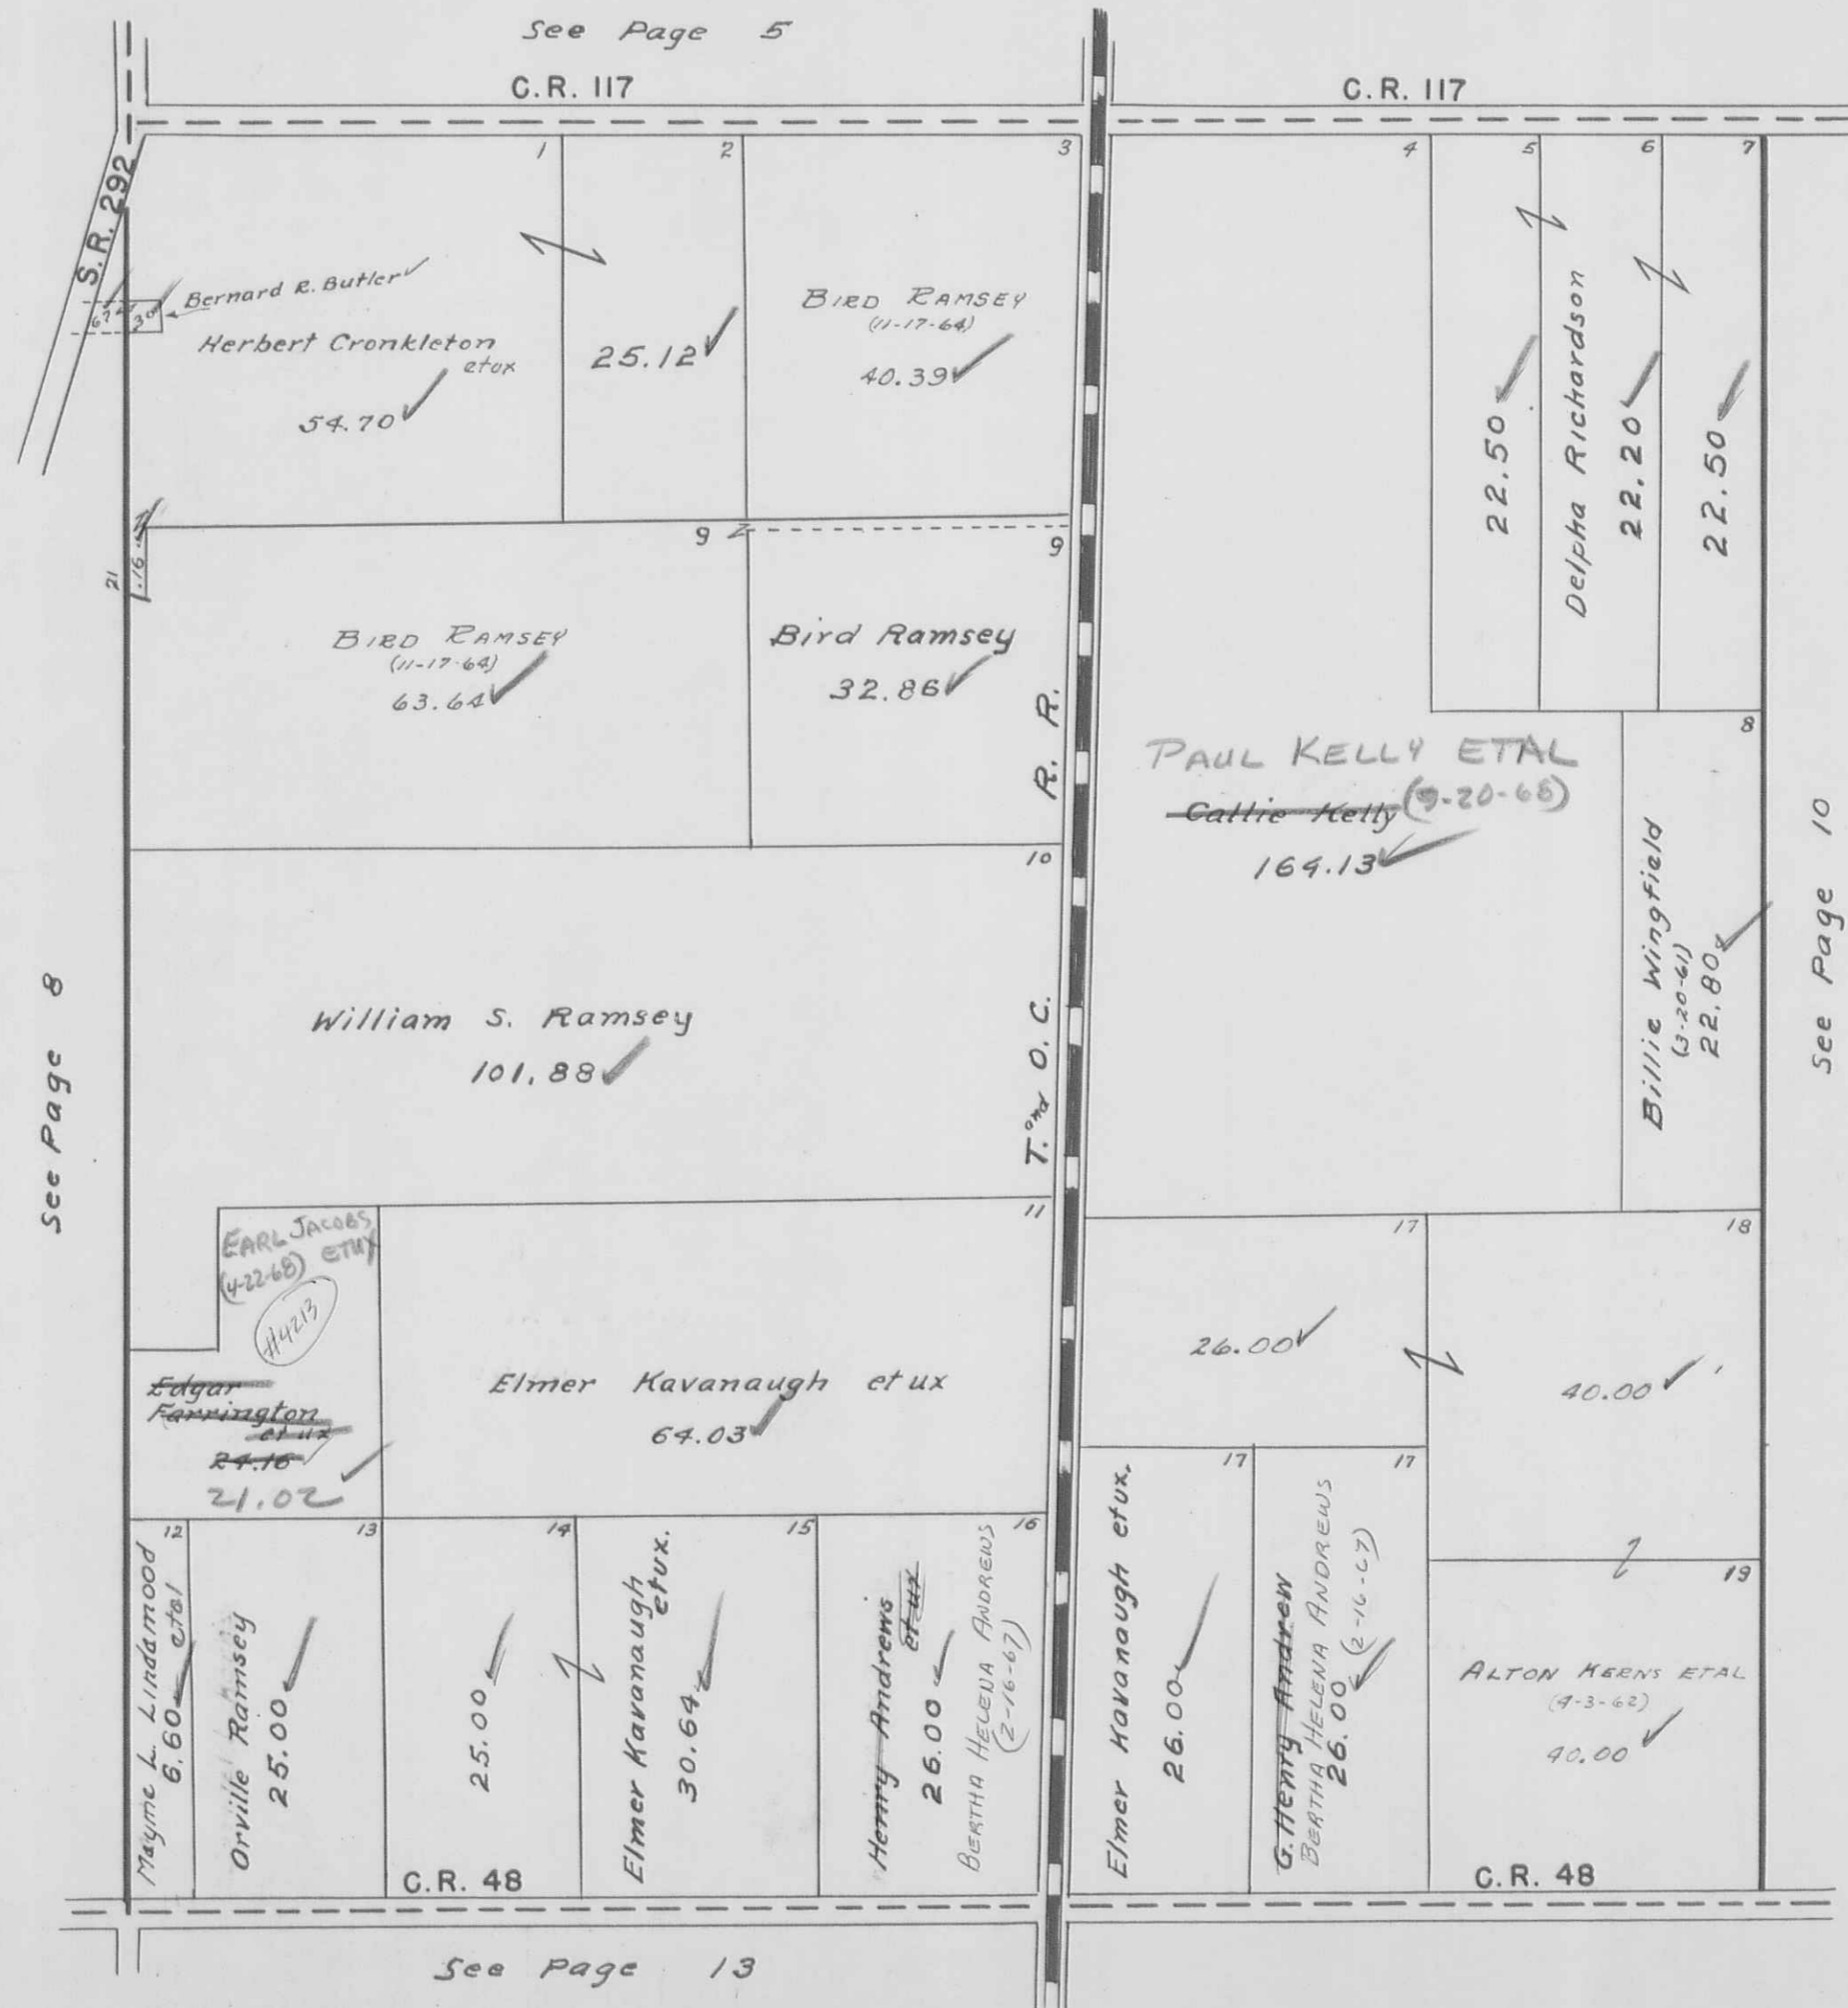 See Page 5
C.R. 117
C.R. 117
S.R. 292
1
2
3
4
5
6
7
Bernard R. Butler
Herbert Cronkleton
etux
54.70
25.12
BIRD RAMSEY
(11-17-64)
40.39
22.50
Delpha Richardson
22.20
22.50
21
.16
9
9
BIRD RAMSEY
(11-17-64)
63.64
Bird Ramsey
32.86
8
PAUL KELLY ETAL
Callie Kelly
164.13
Billie Wingfield
(3-20-61)
22.80
See Page 10
See Page 8
10
William S. Ramsey
101.88
T. and O. C. R. R.
11
EARL JACOBS
(4-22-68) ETUX
#4213
Edgar
Farrington
et ux
24.16
21.02
Elmer Kavanaugh et ux
64.03
17
26.00
18
40.00
12
Mayme L. Lindamood
6.60 etal
13
Orville Ramsey
25.00
14
25.00
15
Elmer Kavanaugh
etux.
30.64
16
Henry Andrews
et ux
26.00
BERTHA HELENA ANDREWS
(2-16-67)
17
Elmer Kavanaugh etux.
26.00
17
G. Henry Andrew
BERTHA HELENA ANDREWS
26.00 (2-16-67)
19
ALTON KERNS ETAL
(4-3-62)
40.00
C.R. 48
C.R. 48
See Page 13